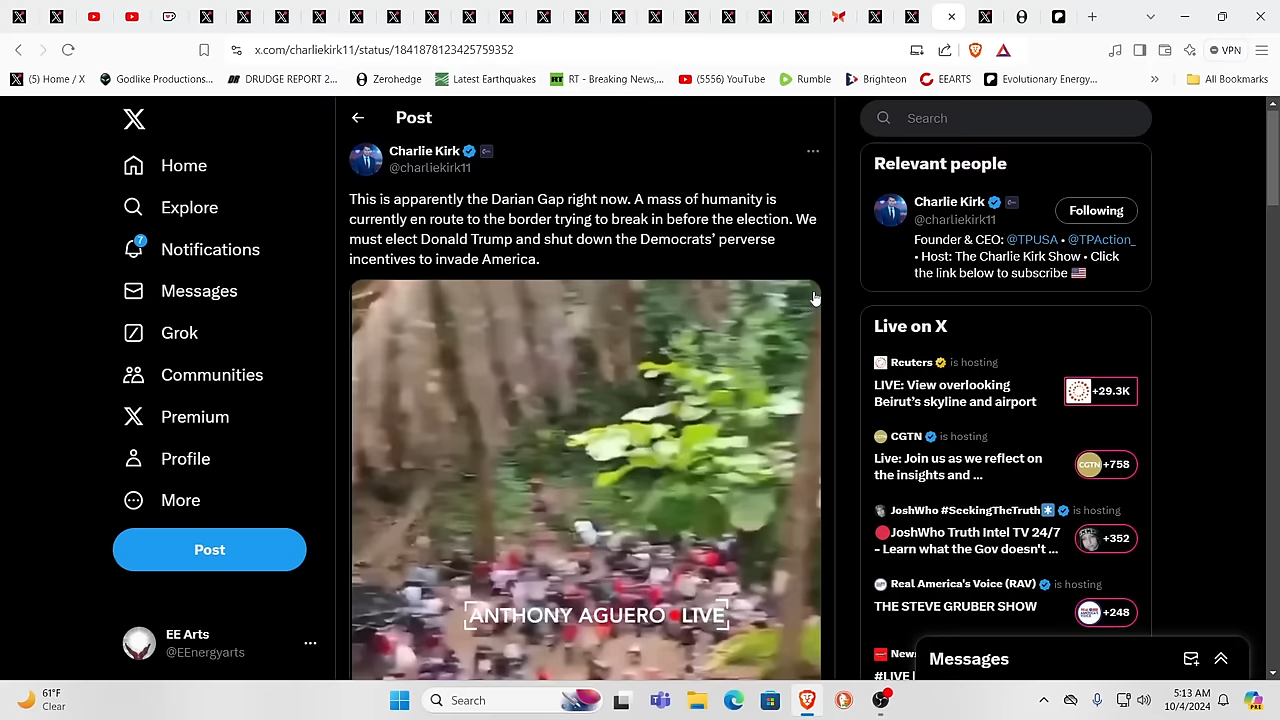 x.com/charliekirk11/status/1841878123425759352
VPN
(5) Home / X
Godlike Productions...
DRUDGE REPORT 2...
Zerohedge
Latest Earthquakes
RT - Breaking News,...
(5556) YouTube
Rumble
Brighteon
EEARTS
Evolutionary Energy...
All Bookmarks
Home
Explore
7
Notifications
Messages
Grok
Communities
Premium
Profile
More
Post
EE Arts
@EEnergyarts
Post
Charlie Kirk
@charliekirk11
This is apparently the Darian Gap right now. A mass of humanity is
currently en route to the border trying to break in before the election. We
must elect Donald Trump and shut down the Democrats’ perverse
incentives to invade America.
ANTHONY AGUERO LIVE
Search
Relevant people
Charlie Kirk
@charliekirk11
Following
Founder & CEO: @TPUSA • @TPAction_
• Host: The Charlie Kirk Show • Click
the link below to subscribe
Live on X
Reuters is hosting
LIVE: View overlooking
Beirut’s skyline and airport
+29.3K
CGTN is hosting
Live: Join us as we reflect on
the insights and ...
CGTN +758
JoshWho #SeekingTheTruth is hosting
JoshWho Truth Intel TV 24/7
- Learn what the Gov doesn't ...
+352
Real America's Voice (RAV) is hosting
THE STEVE GRUBER SHOW
+248
Messages
61°F
Search
5:13 AM
10/4/2024